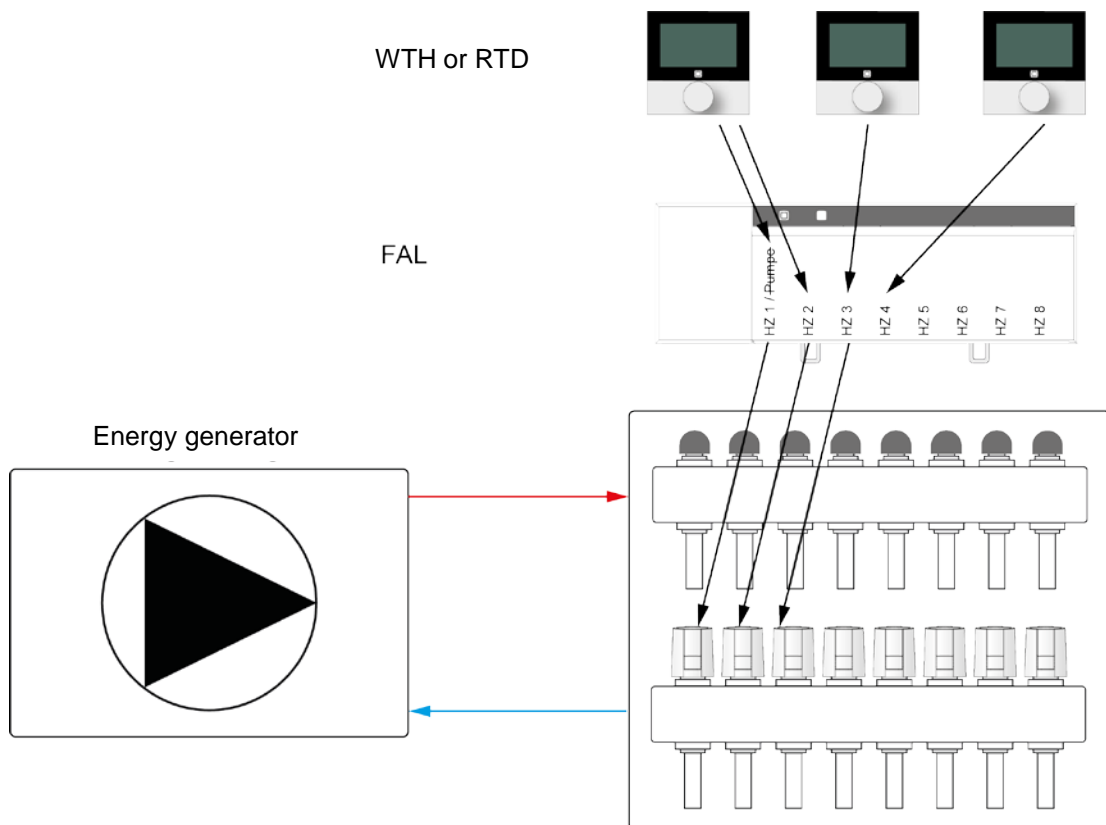 WTH or RTD
FAL
HZ 1 / Pumpe
HZ 2
HZ 3
HZ 4
HZ 5
HZ 6
HZ 7
HZ 8
Energy generator